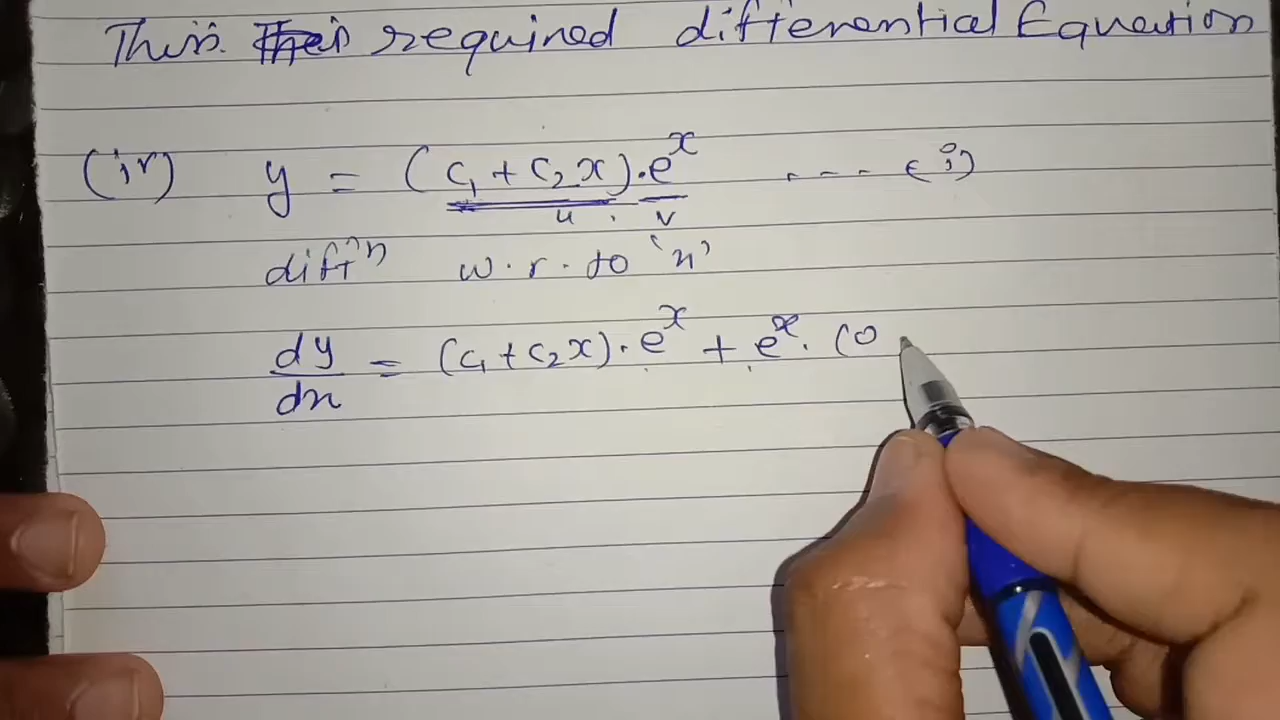 This. required differential Equation
(iv) y = (c₁ + c₂x).eˣ .... (i)
u . v
diffⁿ w.r.to 'x'
dy/dx = (c₁ + c₂x).eˣ + eˣ. (0